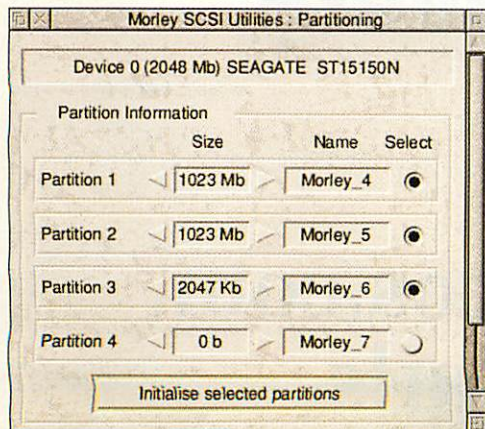 Morley SCSI Utilities : Partitioning
Device 0 (2048 Mb) SEAGATE ST15150N
Partition Information
Size Name Select
Partition 1 1023 Mb Morley_4
Partition 2 1023 Mb Morley_5
Partition 3 2047 Kb Morley_6
Partition 4 0 b Morley_7
Initialise selected partitions